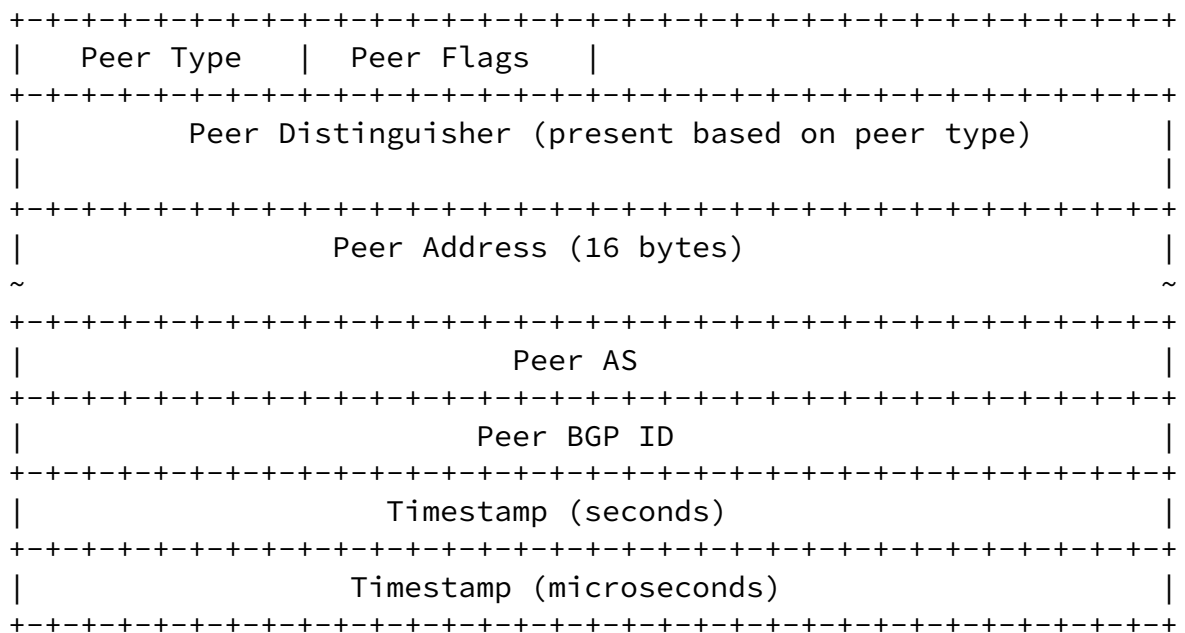 +-+-+-+-+-+-+-+-+-+-+-+-+-+-+-+-+-+-+-+-+-+-+-+-+-+-+-+-+-+-+-+-+
|   Peer Type   |  Peer Flags   |
+-+-+-+-+-+-+-+-+-+-+-+-+-+-+-+-+-+-+-+-+-+-+-+-+-+-+-+-+-+-+-+-+
|         Peer Distinguisher (present based on peer type)       |
|                                                               |
+-+-+-+-+-+-+-+-+-+-+-+-+-+-+-+-+-+-+-+-+-+-+-+-+-+-+-+-+-+-+-+-+
|                 Peer Address (16 bytes)                       |
~                                                               ~
+-+-+-+-+-+-+-+-+-+-+-+-+-+-+-+-+-+-+-+-+-+-+-+-+-+-+-+-+-+-+-+-+
|                           Peer AS                             |
+-+-+-+-+-+-+-+-+-+-+-+-+-+-+-+-+-+-+-+-+-+-+-+-+-+-+-+-+-+-+-+-+
|                         Peer BGP ID                           |
+-+-+-+-+-+-+-+-+-+-+-+-+-+-+-+-+-+-+-+-+-+-+-+-+-+-+-+-+-+-+-+-+
|                    Timestamp (seconds)                        |
+-+-+-+-+-+-+-+-+-+-+-+-+-+-+-+-+-+-+-+-+-+-+-+-+-+-+-+-+-+-+-+-+
|                  Timestamp (microseconds)                     |
+-+-+-+-+-+-+-+-+-+-+-+-+-+-+-+-+-+-+-+-+-+-+-+-+-+-+-+-+-+-+-+-+